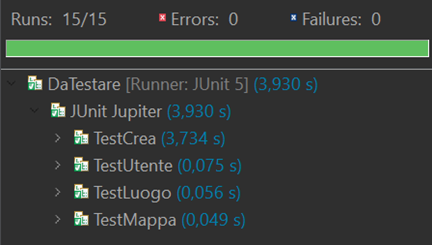 Runs: 15/15 Errors: 0 Failures: 0
DaTestare [Runner: JUnit 5] (3,930 s)
JUnit Jupiter (3,930 s)
TestCrea (3,734 s)
TestUtente (0,075 s)
TestLuogo (0,056 s)
TestMappa (0,049 s)